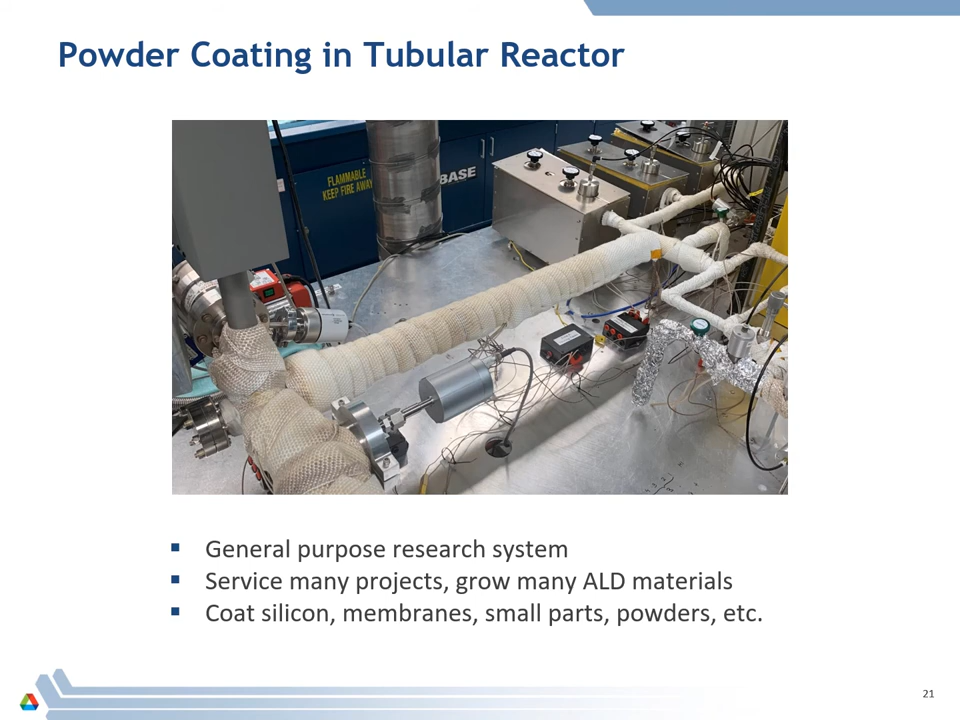 Powder Coating in Tubular Reactor
FLAMMABLE
KEEP FIRE AWAY
BASE
▪ General purpose research system
▪ Service many projects, grow many ALD materials
▪ Coat silicon, membranes, small parts, powders, etc.
21